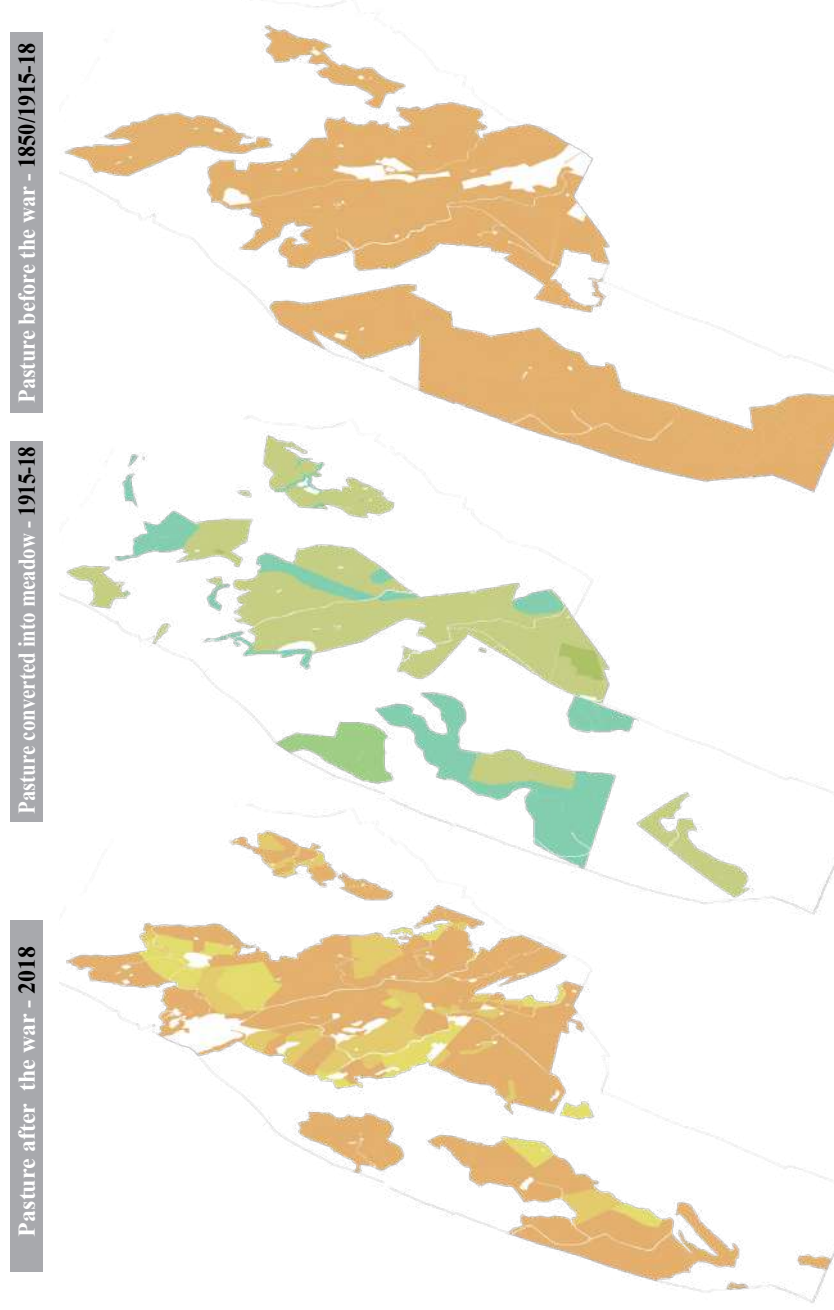 Pasture before the war - 1850/1915-18
Pasture converted into meadow - 1915-18
Pasture after the war - 2018